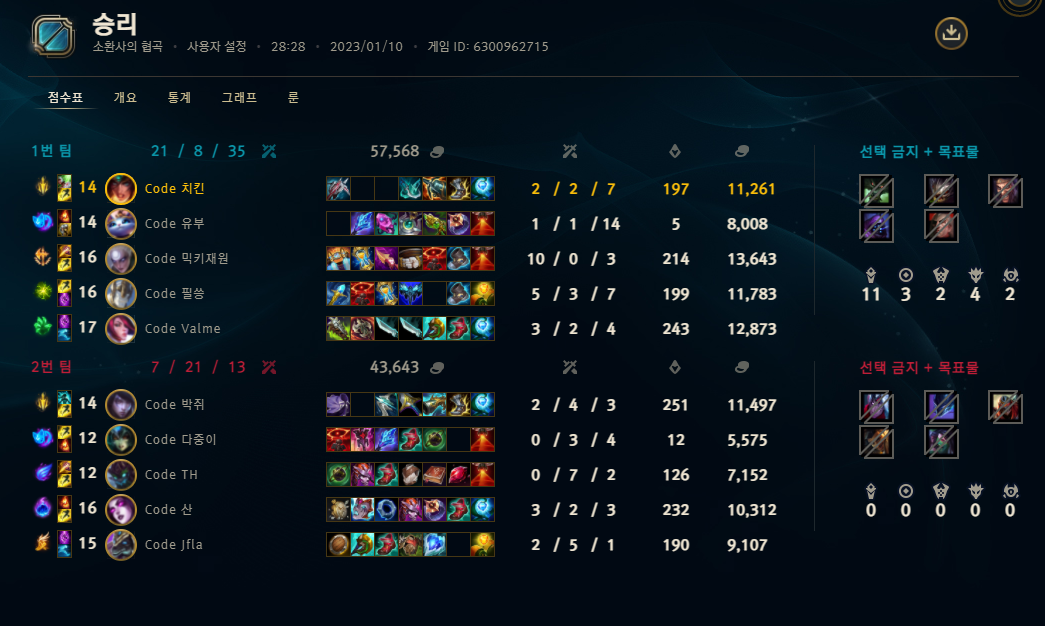 승리
소환사의 협곡 • 사용자 설정 • 28:28 • 2023/01/10 • 게임 ID: 6300962715
점수표 개요 통계 그래프 룬
1번 팀 21 / 8 / 35 57,568 선택 금지 + 목표물
14 Code 치킨 2 / 2 / 7 197 11,261
14 Code 유부 1 / 1 / 14 5 8,008
16 Code 믹키재원 10 / 0 / 3 214 13,643
16 Code 필쏭 5 / 3 / 7 199 11,783
11 3 2 4 2
17 Code Valme 3 / 2 / 4 243 12,873
2번 팀 7 / 21 / 13 43,643 선택 금지 + 목표물
14 Code 박쥐 2 / 4 / 3 251 11,497
12 Code 다중이 0 / 3 / 4 12 5,575
12 Code TH 0 / 7 / 2 126 7,152
16 Code 산 3 / 2 / 3 232 10,312
0 0 0 0 0
15 Code Jfla 2 / 5 / 1 190 9,107